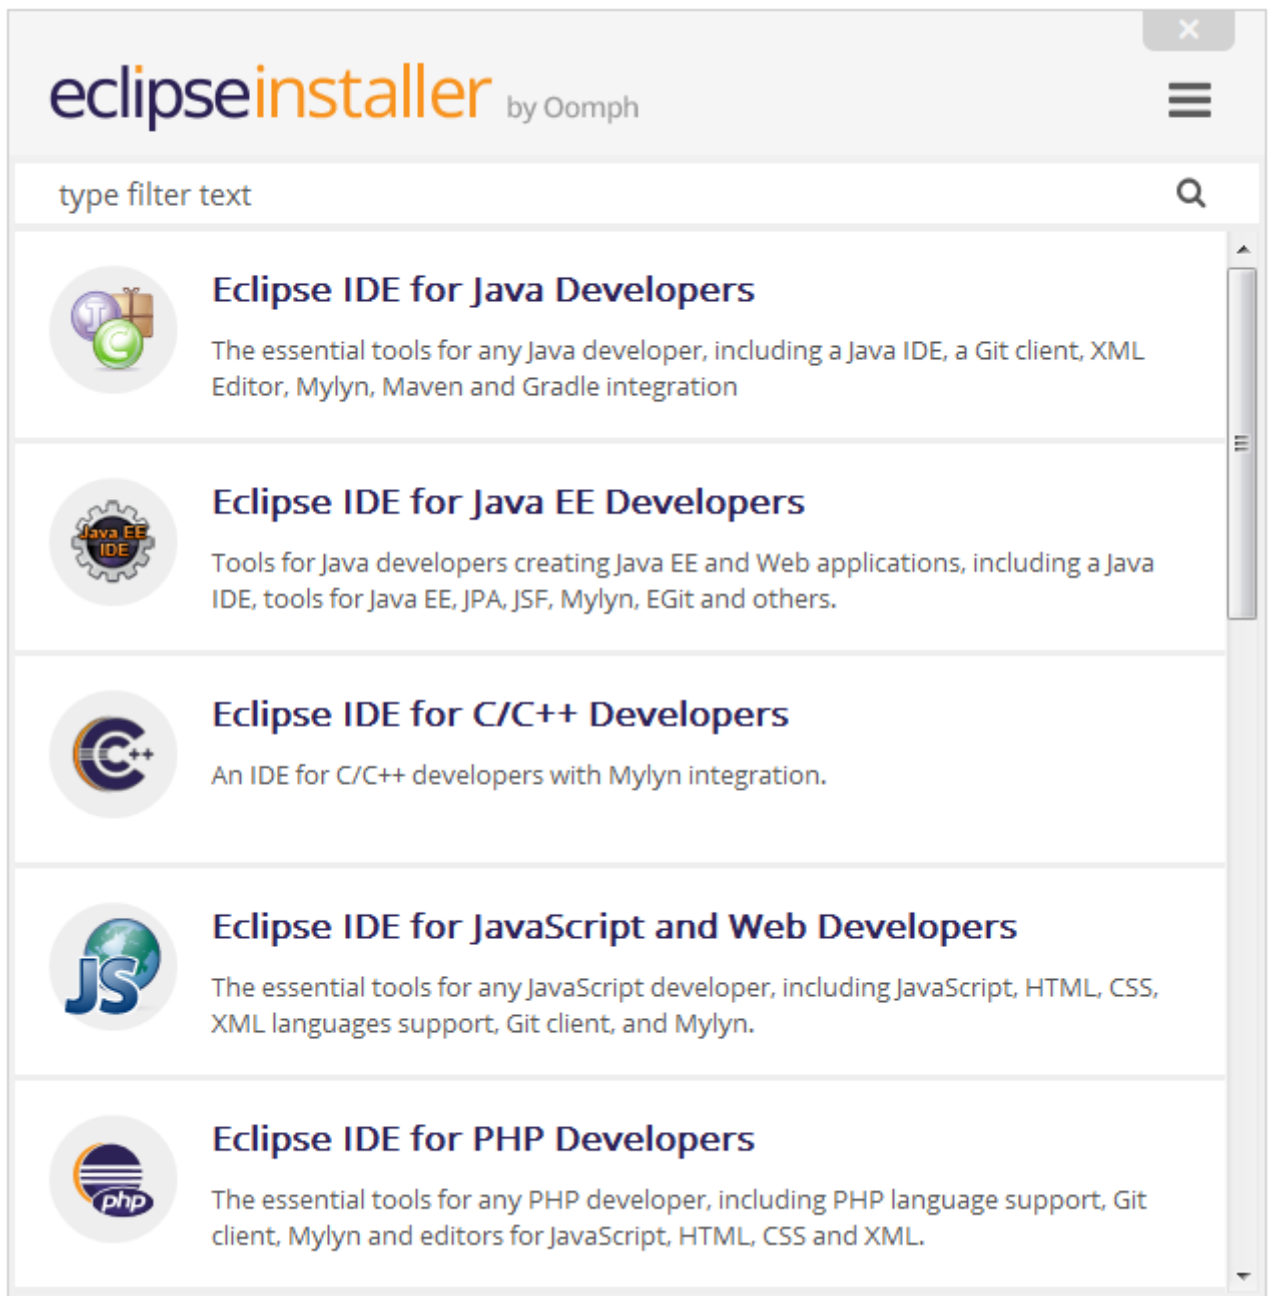 eclipseinstaller by Oomph
type filter text
Eclipse IDE for Java Developers
The essential tools for any Java developer, including a Java IDE, a Git client, XML
Editor, Mylyn, Maven and Gradle integration
Java EE
IDE
Eclipse IDE for Java EE Developers
Tools for Java developers creating Java EE and Web applications, including a Java
IDE, tools for Java EE, JPA, JSF, Mylyn, EGit and others.
C++
Eclipse IDE for C/C++ Developers
An IDE for C/C++ developers with Mylyn integration.
JS
Eclipse IDE for JavaScript and Web Developers
The essential tools for any JavaScript developer, including JavaScript, HTML, CSS,
XML languages support, Git client, and Mylyn.
php
Eclipse IDE for PHP Developers
The essential tools for any PHP developer, including PHP language support, Git
client, Mylyn and editors for JavaScript, HTML, CSS and XML.